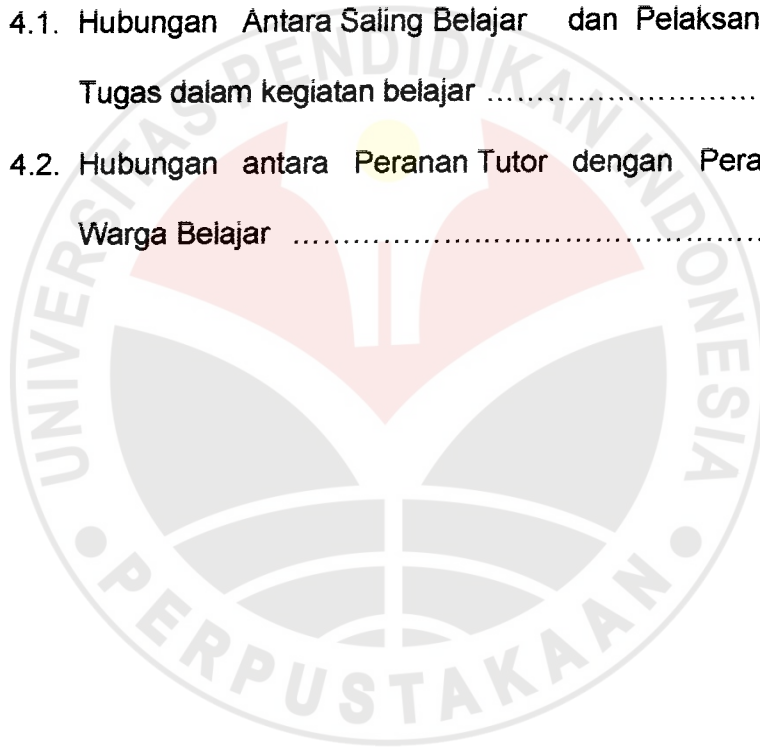 4.1. Hubungan Antara Saling Belajar dan Pelaksan
Tugas dalam kegiatan belajar ...........................
4.2. Hubungan antara Peranan Tutor dengan Pera
Warga Belajar ................................................
UNIVERSITAS PENDIDIKAN INDONESIA
PERPUSTAKAAN